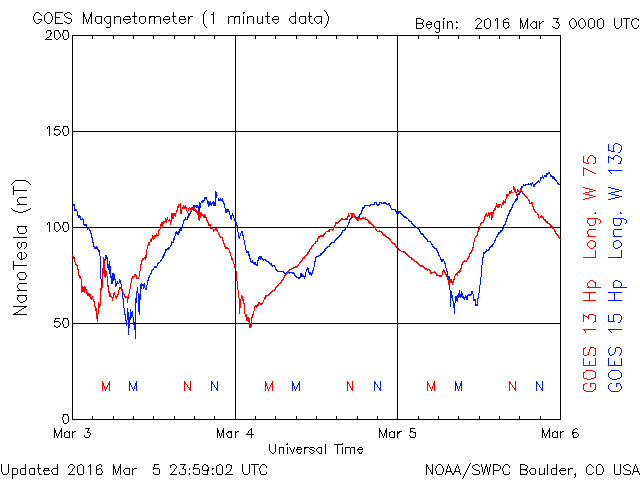 GOES Magnetometer (1 minute data)
Begin: 2016 Mar 3 0000 UTC
200
150
100
50
0
NanoTesla (nT)
M M N N M M N N M M N N
Mar 3 Mar 4 Mar 5 Mar 6
Universal Time
GOES 13 Hp Long. W 75
GOES 15 Hp Long. W 135
Updated 2016 Mar 5 23:59:02 UTC
NOAA/SWPC Boulder, CO USA